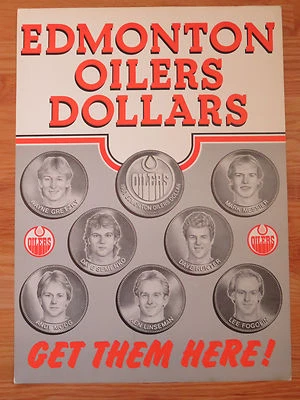 EDMONTON
OILERS
DOLLARS
OILERS
1983 EDMONTON OILERS DOLLAR
WAYNE GRETZKY
MARK MESSIER
OILERS
DAVE SEMENKO
DAVE HUNTER
OILERS
ANDY MOOG
KEN LINSEMAN
LEE FOGOLIN
GET THEM HERE!